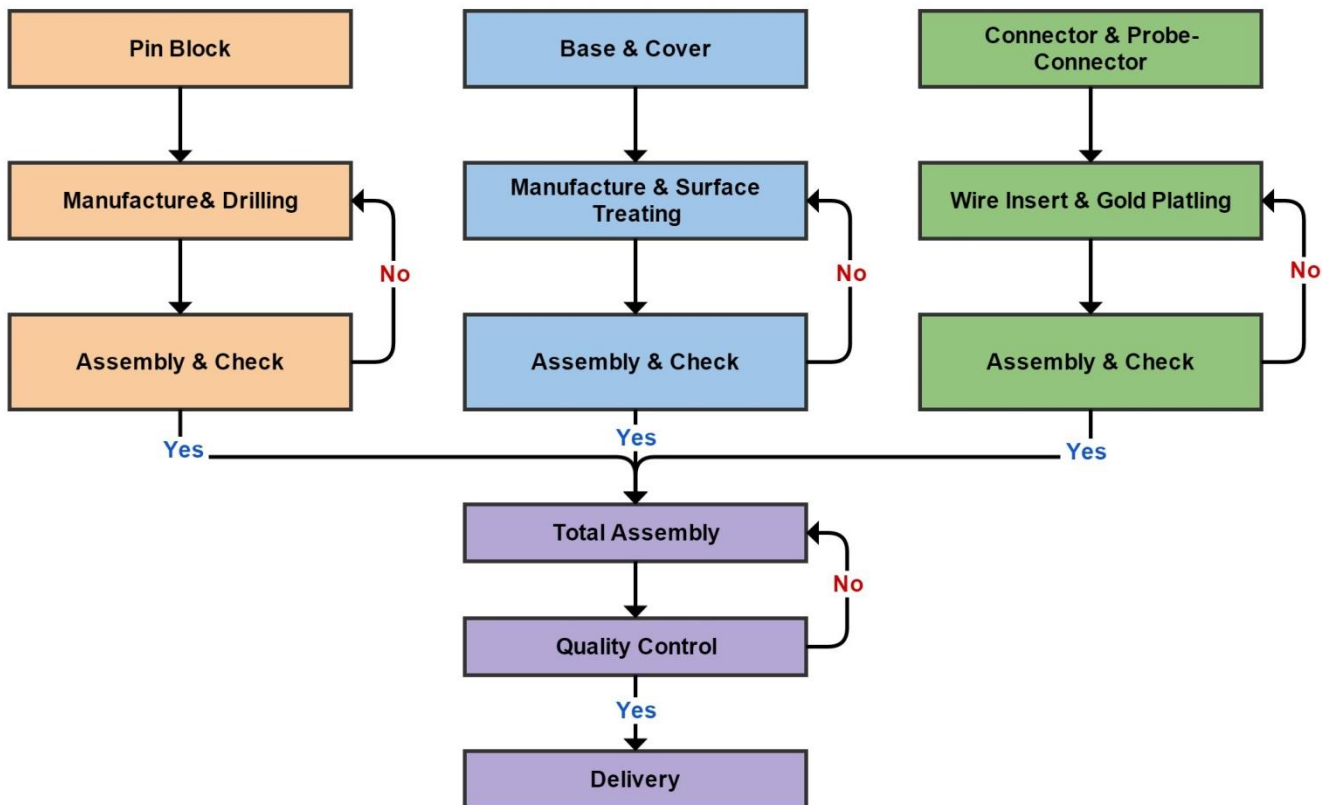 Pin Block
Base & Cover
Connector & Probe-
Connector
Manufacture& Drilling
Manufacture & Surface
Treating
Wire Insert & Gold Platling
No
No
No
Assembly & Check
Assembly & Check
Assembly & Check
Yes
Yes
Yes
Total Assembly
No
Quality Control
Yes
Delivery